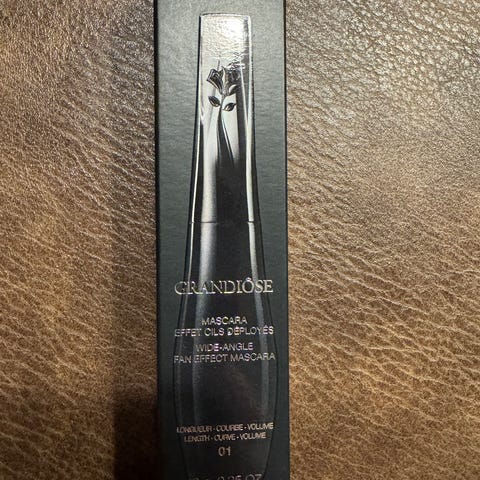 GRANDIÔSE
MASCARA
EFFET CILS DÉPLOYÉS
WIDE-ANGLE
FAN EFFECT MASCARA
LONGUEUR - COURBE - VOLUME
LENGTH - CURVE - VOLUME
01